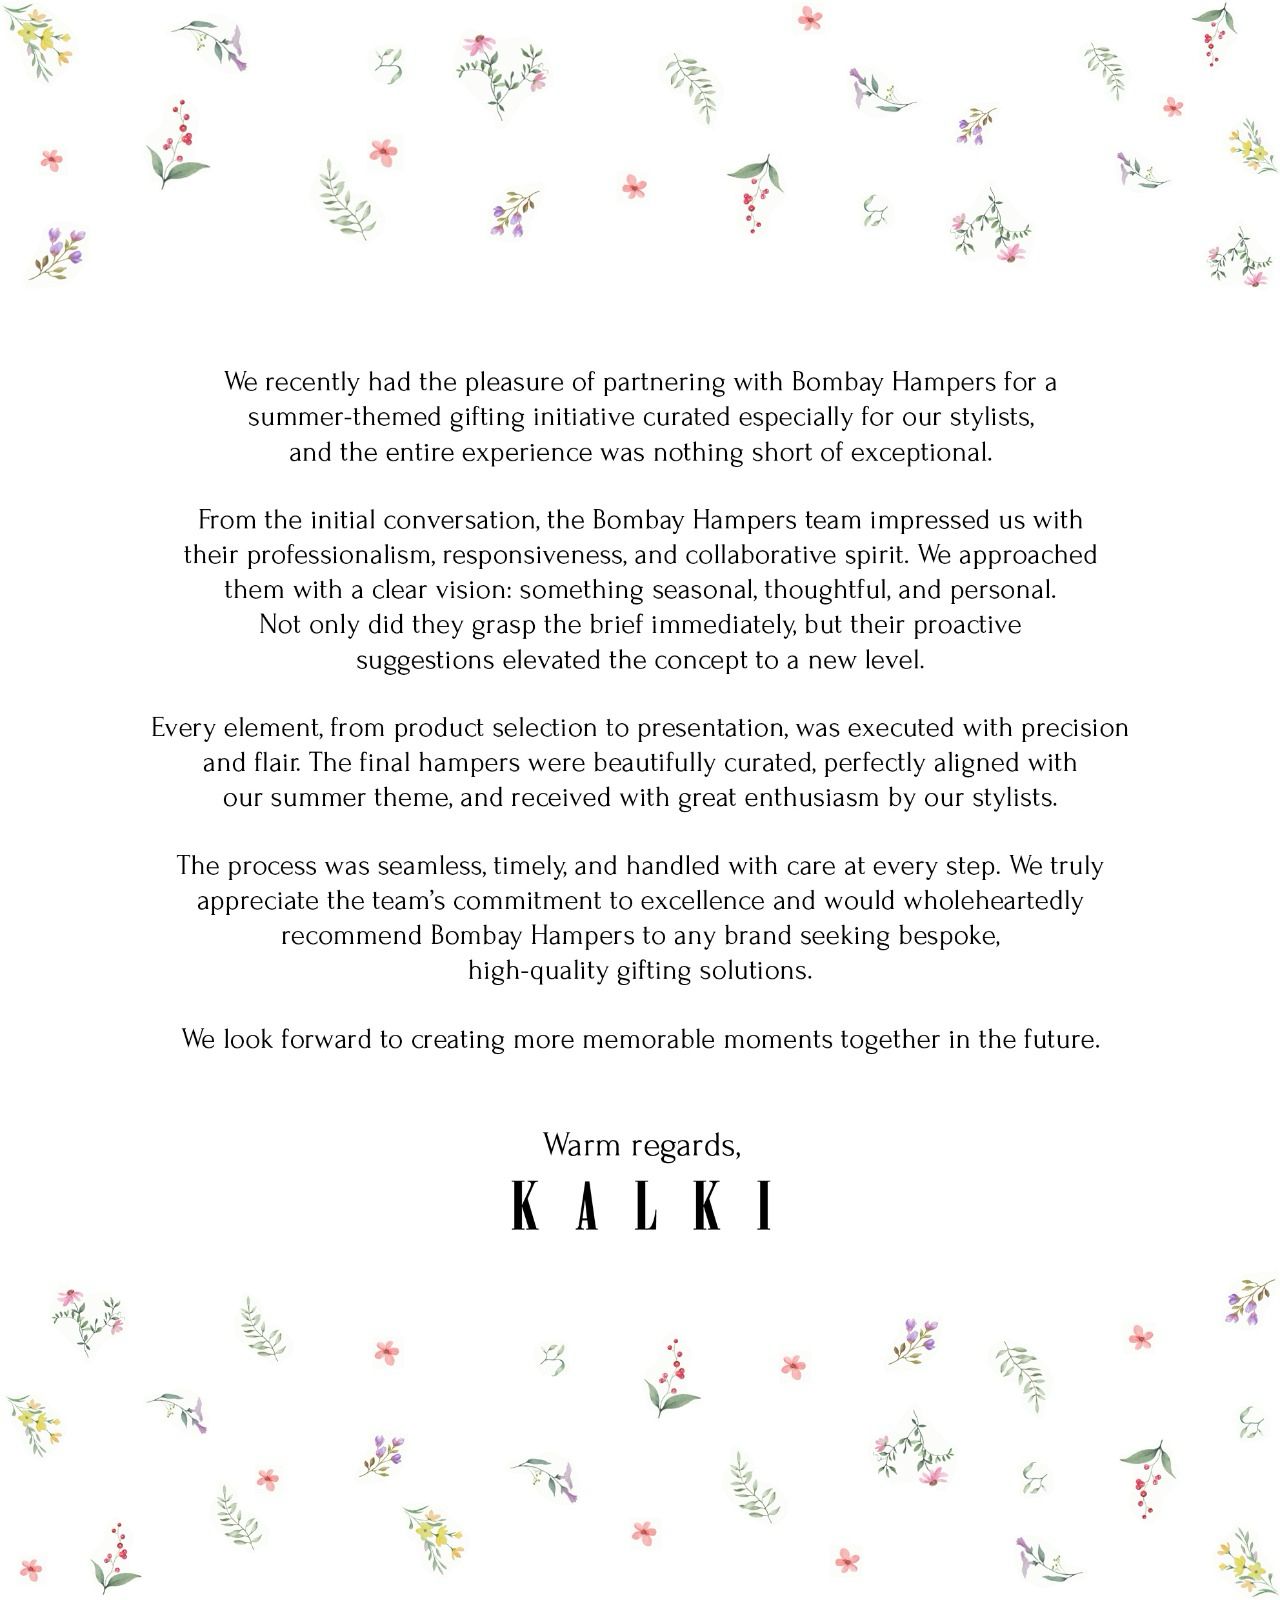 We recently had the pleasure of partnering with Bombay Hampers for a
summer-themed gifting initiative curated especially for our stylists,
and the entire experience was nothing short of exceptional.
From the initial conversation, the Bombay Hampers team impressed us with
their professionalism, responsiveness, and collaborative spirit. We approached
them with a clear vision: something seasonal, thoughtful, and personal.
Not only did they grasp the brief immediately, but their proactive
suggestions elevated the concept to a new level.
Every element, from product selection to presentation, was executed with precision
and flair. The final hampers were beautifully curated, perfectly aligned with
our summer theme, and received with great enthusiasm by our stylists.
The process was seamless, timely, and handled with care at every step. We truly
appreciate the team’s commitment to excellence and would wholeheartedly
recommend Bombay Hampers to any brand seeking bespoke,
high-quality gifting solutions.
We look forward to creating more memorable moments together in the future.
Warm regards,
KALKI